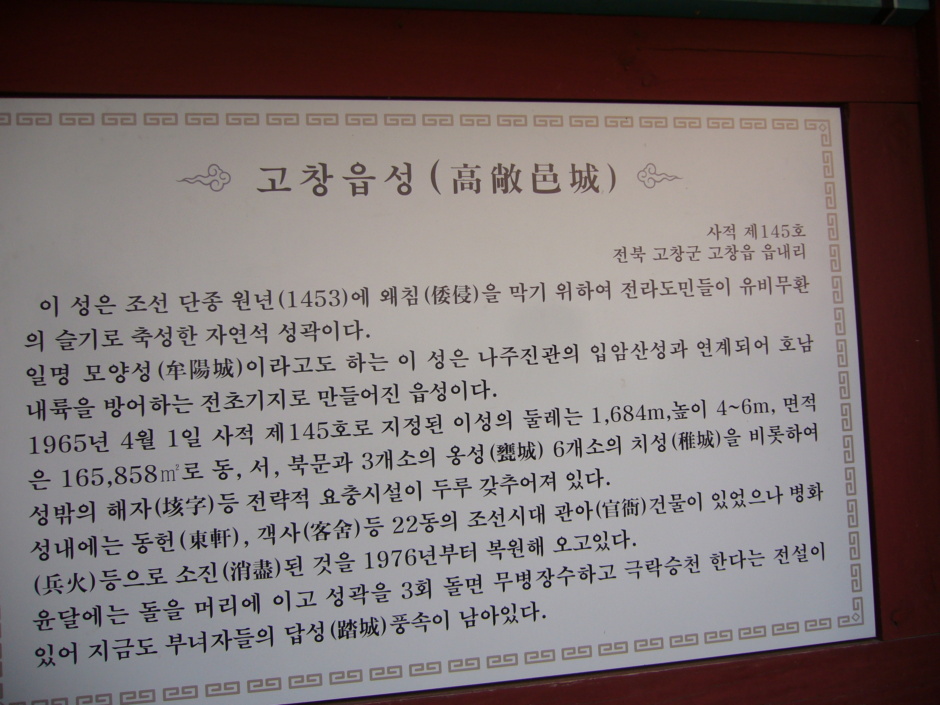 고창읍성(高敞邑城)
사적 제145호
전북 고창군 고창읍 읍내리
이 성은 조선 단종 원년(1453)에 왜침(倭侵)을 막기 위하여 전라도민들이 유비무환
의 슬기로 축성한 자연석 성곽이다.
일명 모양성(牟陽城)이라고도 하는 이 성은 나주진관의 입암산성과 연계되어 호남
내륙을 방어하는 전초기지로 만들어진 읍성이다.
1965년 4월 1일 사적 제145호로 지정된 이성의 둘레는 1,684m,높이 4~6m, 면적
은 165,858㎡로 동, 서, 북문과 3개소의 옹성(甕城) 6개소의 치성(稚城)을 비롯하여
성밖의 해자(垓字)등 전략적 요충시설이 두루 갖추어져 있다.
성내에는 동헌(東軒), 객사(客舍)등 22동의 조선시대 관아(官衙)건물이 있었으나 병화
(兵火)등으로 소진(消盡)된 것을 1976년부터 복원해 오고있다.
윤달에는 돌을 머리에 이고 성곽을 3회 돌면 무병장수하고 극락승천 한다는 전설이
있어 지금도 부녀자들의 답성(踏城)풍속이 남아있다.